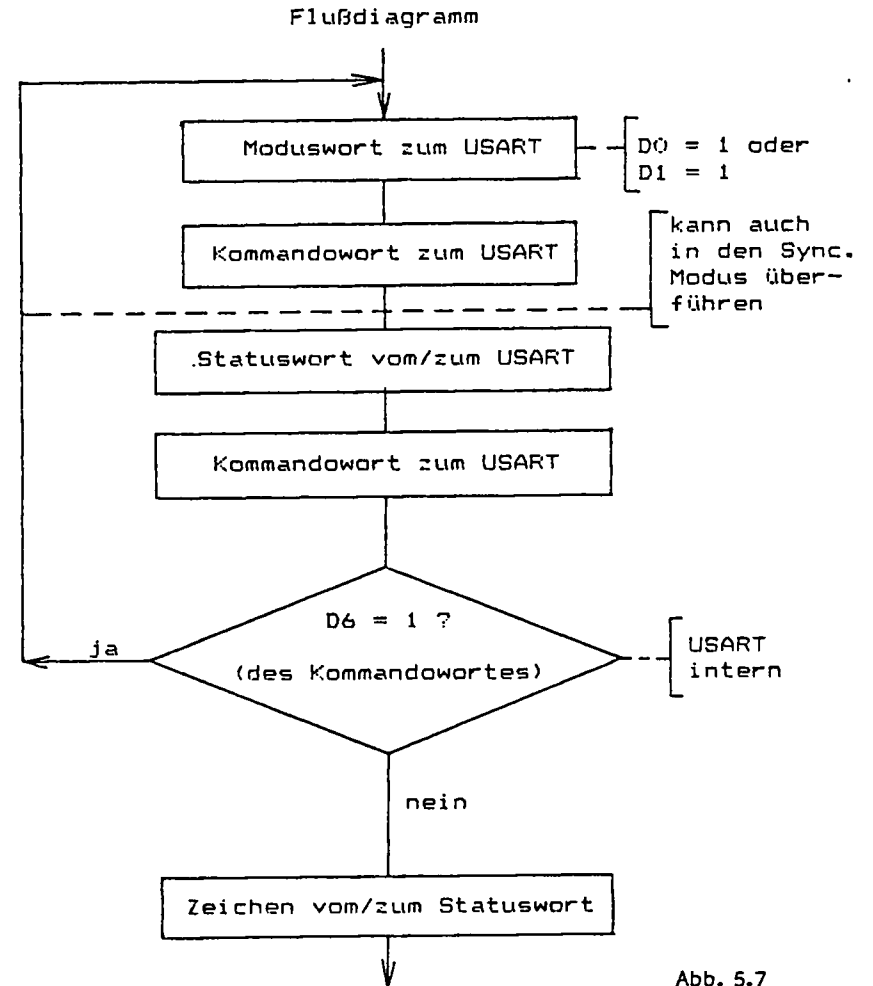 Flußdiagramm
Moduswort zum USART
D0 = 1 oder
D1 = 1
Kommandowort zum USART
kann auch
in den Sync.
Modus über-
führen
.Statuswort vom/zum USART
Kommandowort zum USART
D6 = 1 ?
(des Kommandowortes)
ja
USART
intern
nein
Zeichen vom/zum Statuswort
Abb. 5.7